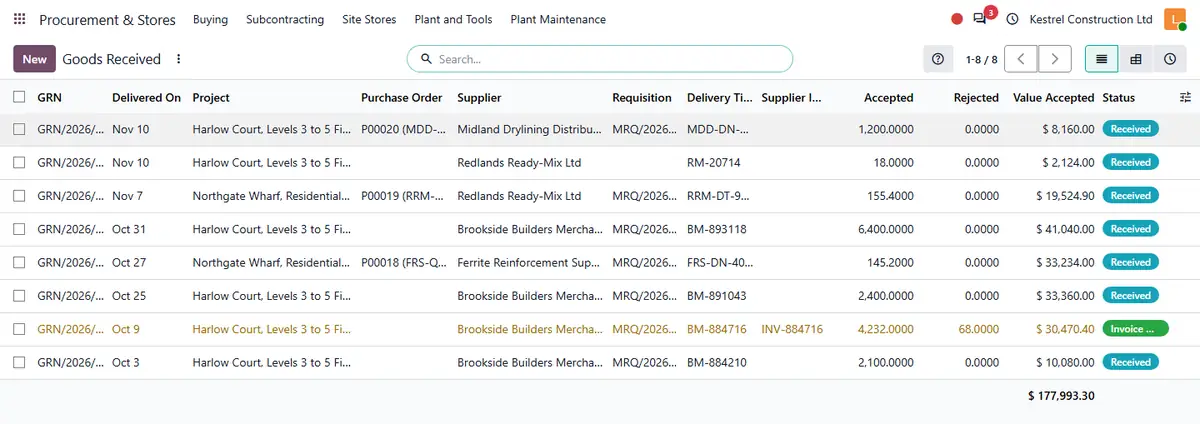 Procurement & Stores Buying Subcontracting Site Stores Plant and Tools Plant Maintenance 3 Kestrel Construction Ltd L
New Goods Received Search... 1-8 / 8
GRN Delivered On Project Purchase Order Supplier Requisition Delivery Ti... Supplier I... Accepted Rejected Value Accepted Status
GRN/2026/... Nov 10 Harlow Court, Levels 3 to 5 Fi... P00020 (MDD-... Midland Drylining Distribu... MRQ/2026... MDD-DN-... 1,200.0000 0.0000 $ 8,160.00 Received
GRN/2026/... Nov 10 Harlow Court, Levels 3 to 5 Fi... Redlands Ready-Mix Ltd MRQ/2026... RM-20714 18.0000 0.0000 $ 2,124.00 Received
GRN/2026/... Nov 7 Northgate Wharf, Residential... P00019 (RRM-... Redlands Ready-Mix Ltd MRQ/2026... RRM-DT-9... 155.4000 0.0000 $ 19,524.90 Received
GRN/2026/... Oct 31 Harlow Court, Levels 3 to 5 Fi... Brookside Builders Mercha... MRQ/2026... BM-893118 6,400.0000 0.0000 $ 41,040.00 Received
GRN/2026/... Oct 27 Northgate Wharf, Residential... P00018 (FRS-Q... Ferrite Reinforcement Sup... MRQ/2026... FRS-DN-40... 145.2000 0.0000 $ 33,234.00 Received
GRN/2026/... Oct 25 Harlow Court, Levels 3 to 5 Fi... Brookside Builders Mercha... MRQ/2026... BM-891043 2,400.0000 0.0000 $ 33,360.00 Received
GRN/2026/... Oct 9 Harlow Court, Levels 3 to 5 Fi... Brookside Builders Mercha... MRQ/2026... BM-884716 INV-884716 4,232.0000 68.0000 $ 30,470.40 Invoice ...
GRN/2026/... Oct 3 Harlow Court, Levels 3 to 5 Fi... Brookside Builders Mercha... MRQ/2026... BM-884210 2,100.0000 0.0000 $ 10,080.00 Received
$ 177,993.30